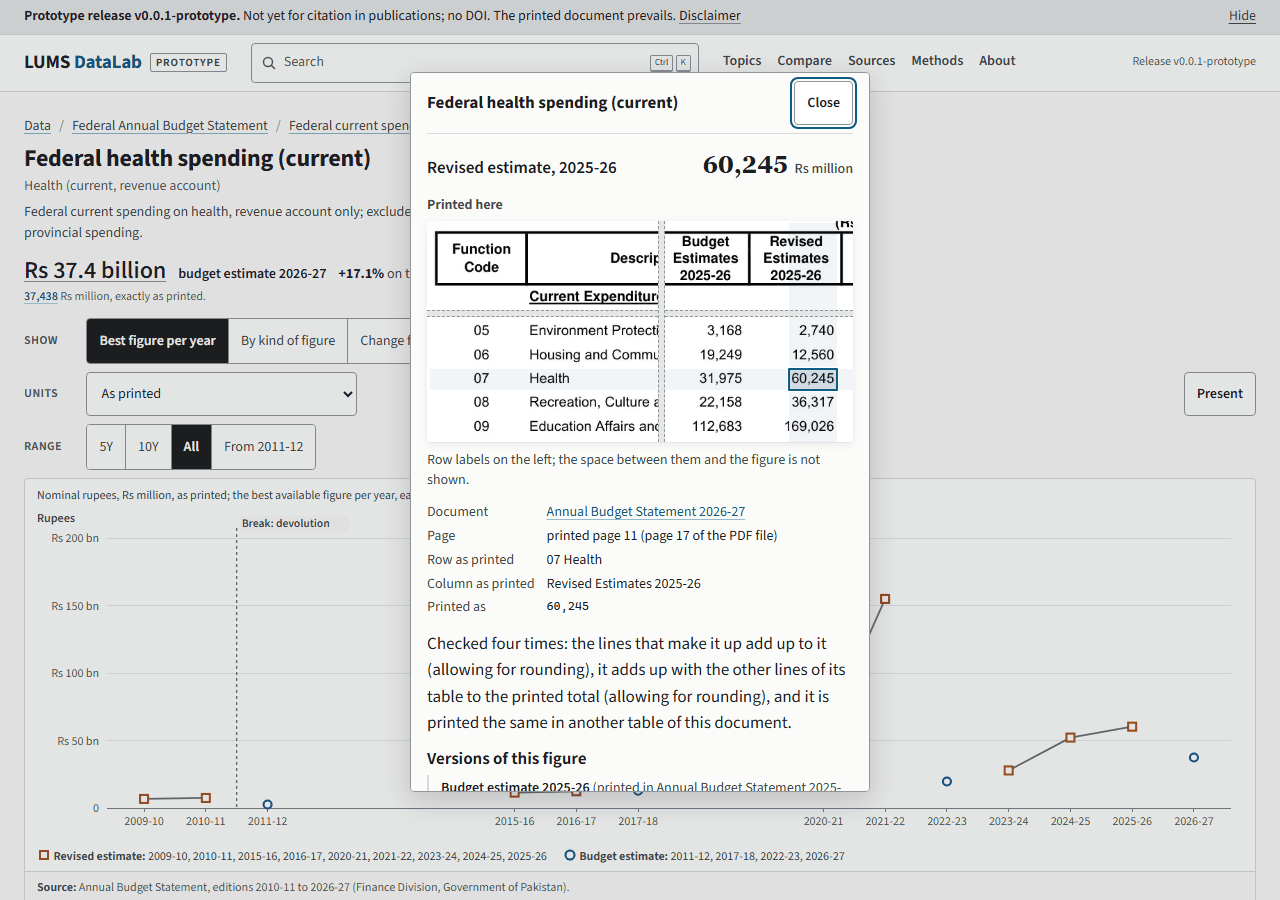 Prototype release v0.0.1-prototype. Not yet for citation in publications; no DOI. The printed document prevails. Disclaimer
Hide
LUMS DataLab PROTOTYPE
Search Ctrl K
Topics Compare Sources Methods About
Release v0.0.1-prototype
Data / Federal Annual Budget Statement / Federal current spen
Federal health spending (current)
Health (current, revenue account)
Federal current spending on health, revenue account only; exclude
provincial spending.
Rs 37.4 billion budget estimate 2026-27 +17.1% on t
37,438 Rs million, exactly as printed.
SHOW Best figure per year By kind of figure Change f
UNITS As printed
Present
RANGE 5Y 10Y All From 2011-12
Nominal rupees, Rs million, as printed; the best available figure per year, ea
Rupees
Break: devolution
Rs 200 bn
Rs 150 bn
Rs 100 bn
Rs 50 bn
0
2009-10 2010-11 2011-12 2015-16 2016-17 2017-18 2020-21 2021-22 2022-23 2023-24 2024-25 2025-26 2026-27
Revised estimate: 2009-10, 2010-11, 2015-16, 2016-17, 2020-21, 2021-22, 2023-24, 2024-25, 2025-26 Budget estimate: 2011-12, 2017-18, 2022-23, 2026-27
Source: Annual Budget Statement, editions 2010-11 to 2026-27 (Finance Division, Government of Pakistan).
Federal health spending (current)
Close
Revised estimate, 2025-26 60,245 Rs million
Printed here
(Rs
Function Code Descrip Budget Estimates 2025-26 Revised Estimates 2025-26
Current Expenditure
05 Environment Protecti 3,168 2,740
06 Housing and Commu 19,249 12,560
07 Health 31,975 60,245
08 Recreation, Culture a 22,158 36,317
09 Education Affairs and 112,683 169,026
Row labels on the left; the space between them and the figure is not
shown.
Document Annual Budget Statement 2026-27
Page printed page 11 (page 17 of the PDF file)
Row as printed 07 Health
Column as printed Revised Estimates 2025-26
Printed as 60,245
Checked four times: the lines that make it up add up to it
(allowing for rounding), it adds up with the other lines of its
table to the printed total (allowing for rounding), and it is
printed the same in another table of this document.
Versions of this figure
Budget estimate 2025-26 (printed in Annual Budget Statement 2025-